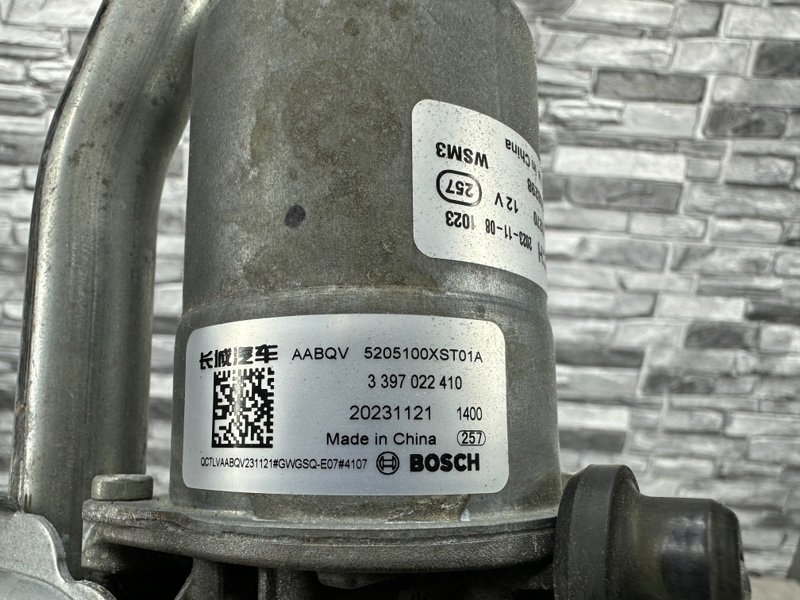 长城汽车 AABQV 5205100XST01A
3 397 022 410
20231121 1400
Made in China 257
QCTLVAABQV231121#GWGSQ-E07#4107 BOSCH
2023-11-08 1023
257 12 V
WSM3
China